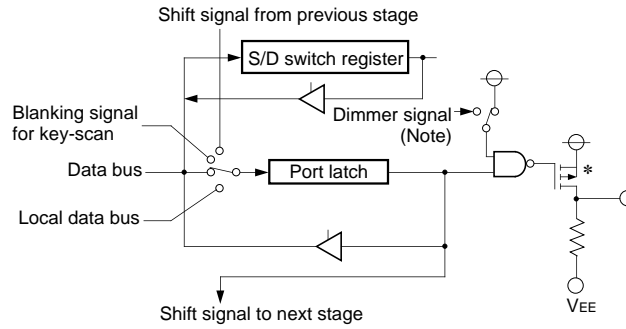 Shift signal from previous stage
S/D switch register
Blanking signal
for key-scan
Dimmer signal
(Note)
Data bus
Port latch
*
Local data bus
Shift signal to next stage
VEE